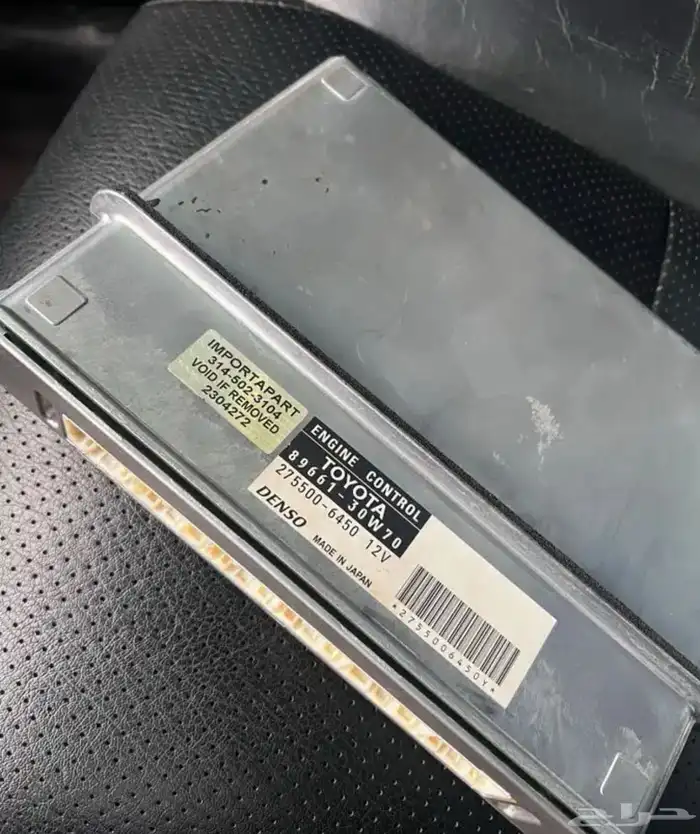 IMPORTAPART
314-502-3104
VOID IF REMOVED
2304272
ENGINE CONTROL
TOYOTA
89661-30W70
275500-6450 12V
DENSO
MADE IN JAPAN
*2755006450Y*
حراج